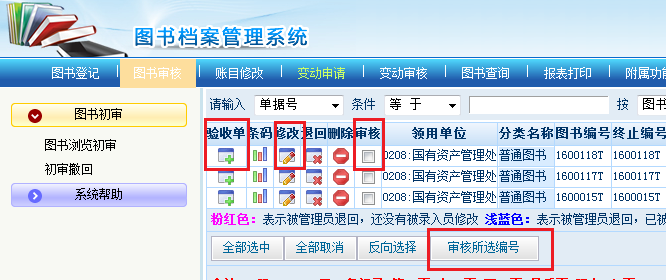 图书档案管理系统
图书登记 图书审核 账目修改 变动申请 变动审核 图书查询 报表打印 附属功能
图书初审
图书浏览初审
初审撤回
系统帮助
请输入 单据号 条件 等 于 按 图书
验收单 条码 修改 退回 删除 审核 领用单位 分类名称 图书编号 终止编号
0208:国有资产管理处 普通图书 1600118T 1600118T
0208:国有资产管理处 普通图书 1600117T 1600117T
0208:国有资产管理处 普通图书 1600015T 1600015T
粉红色：表示被管理员退回，还没有被录入员修改 浅蓝色：表示被管理员退回，已被
全部选中 全部取消 反向选择 审核所选编号